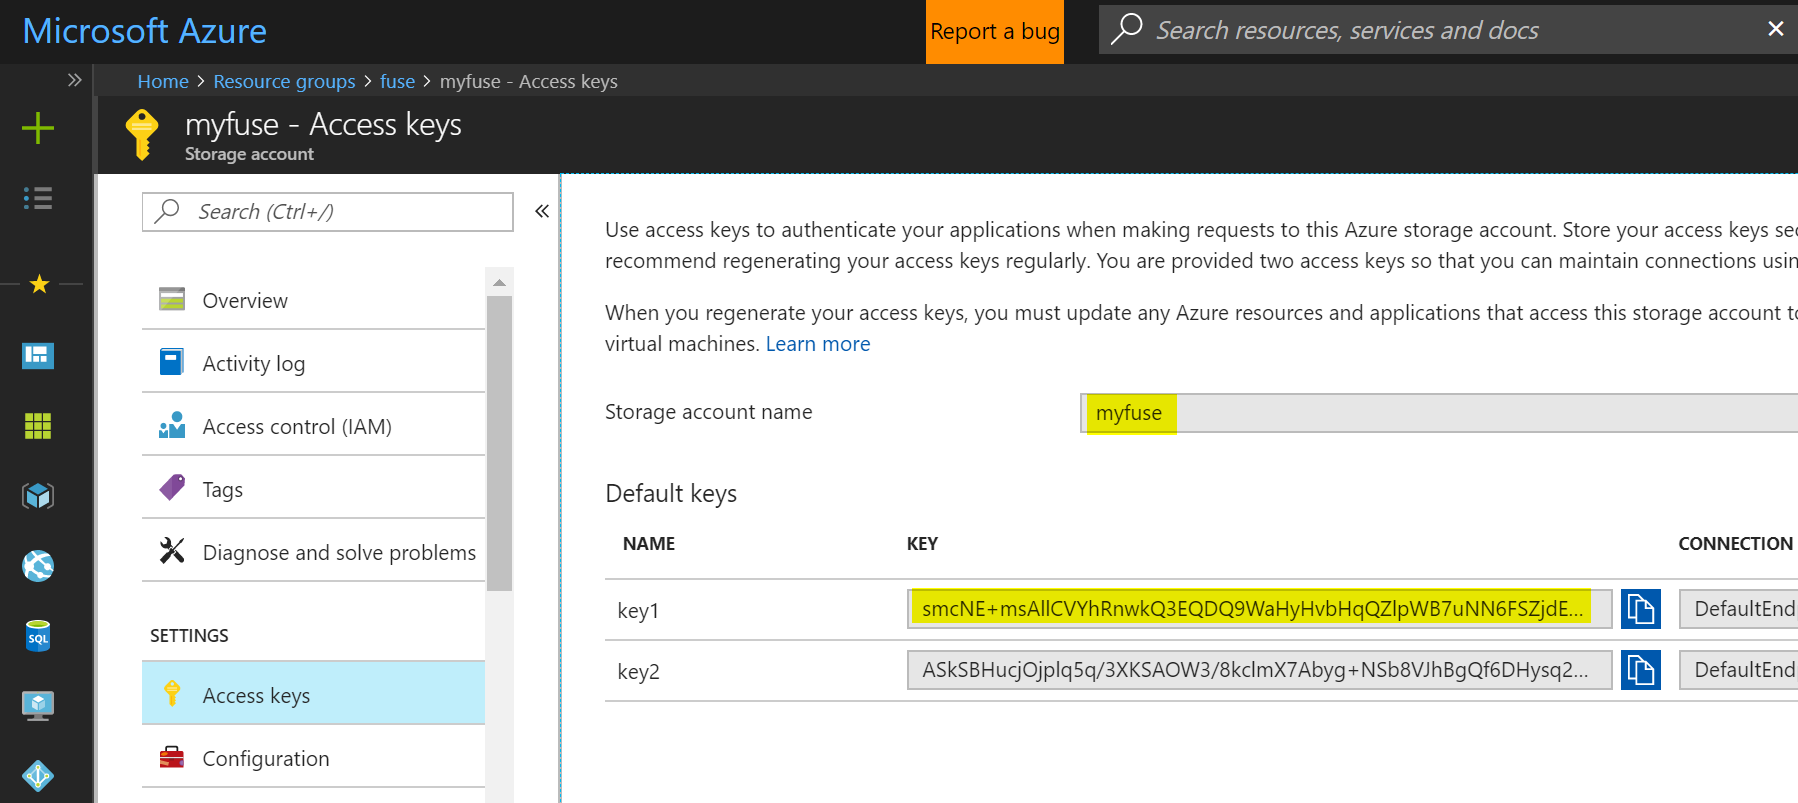 Microsoft Azure
Report a bug
Search resources, services and docs
Home > Resource groups > fuse > myfuse - Access keys
myfuse - Access keys
Storage account
Search (Ctrl+/)
Overview
Activity log
Access control (IAM)
Tags
Diagnose and solve problems
SETTINGS
Access keys
Configuration
Use access keys to authenticate your applications when making requests to this Azure storage account. Store your access keys sec
recommend regenerating your access keys regularly. You are provided two access keys so that you can maintain connections usin
When you regenerate your access keys, you must update any Azure resources and applications that access this storage account to
virtual machines. Learn more
Storage account name
myfuse
Default keys
NAME KEY CONNECTION
key1 smcNE+msAllCVYhRnwkQ3EQDQ9WaHyHvbHqQZlpWB7uNN6FSZjdE... DefaultEnd
key2 ASkSBHucjOjplq5q/3XKSAOW3/8kclmX7Abyg+NSb8VJhBgQf6DHysq2... DefaultEnd
SQL